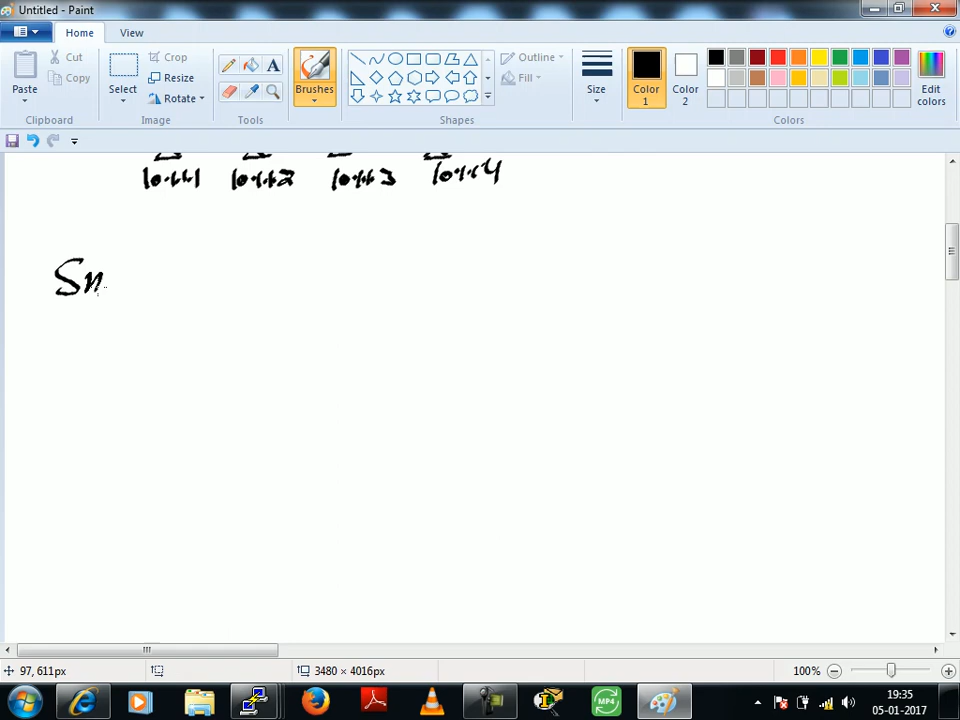 Untitled - Paint
Home
View
Cut
Copy
Paste
Clipboard
Crop
Resize
Rotate
Select
Image
A
Tools
Brushes
Outline
Fill
Shapes
Size
Color 1
Color 2
Edit colors
Colors
Sn
97, 611px
3480 × 4016px
100%
MP4
19:35
05-01-2017